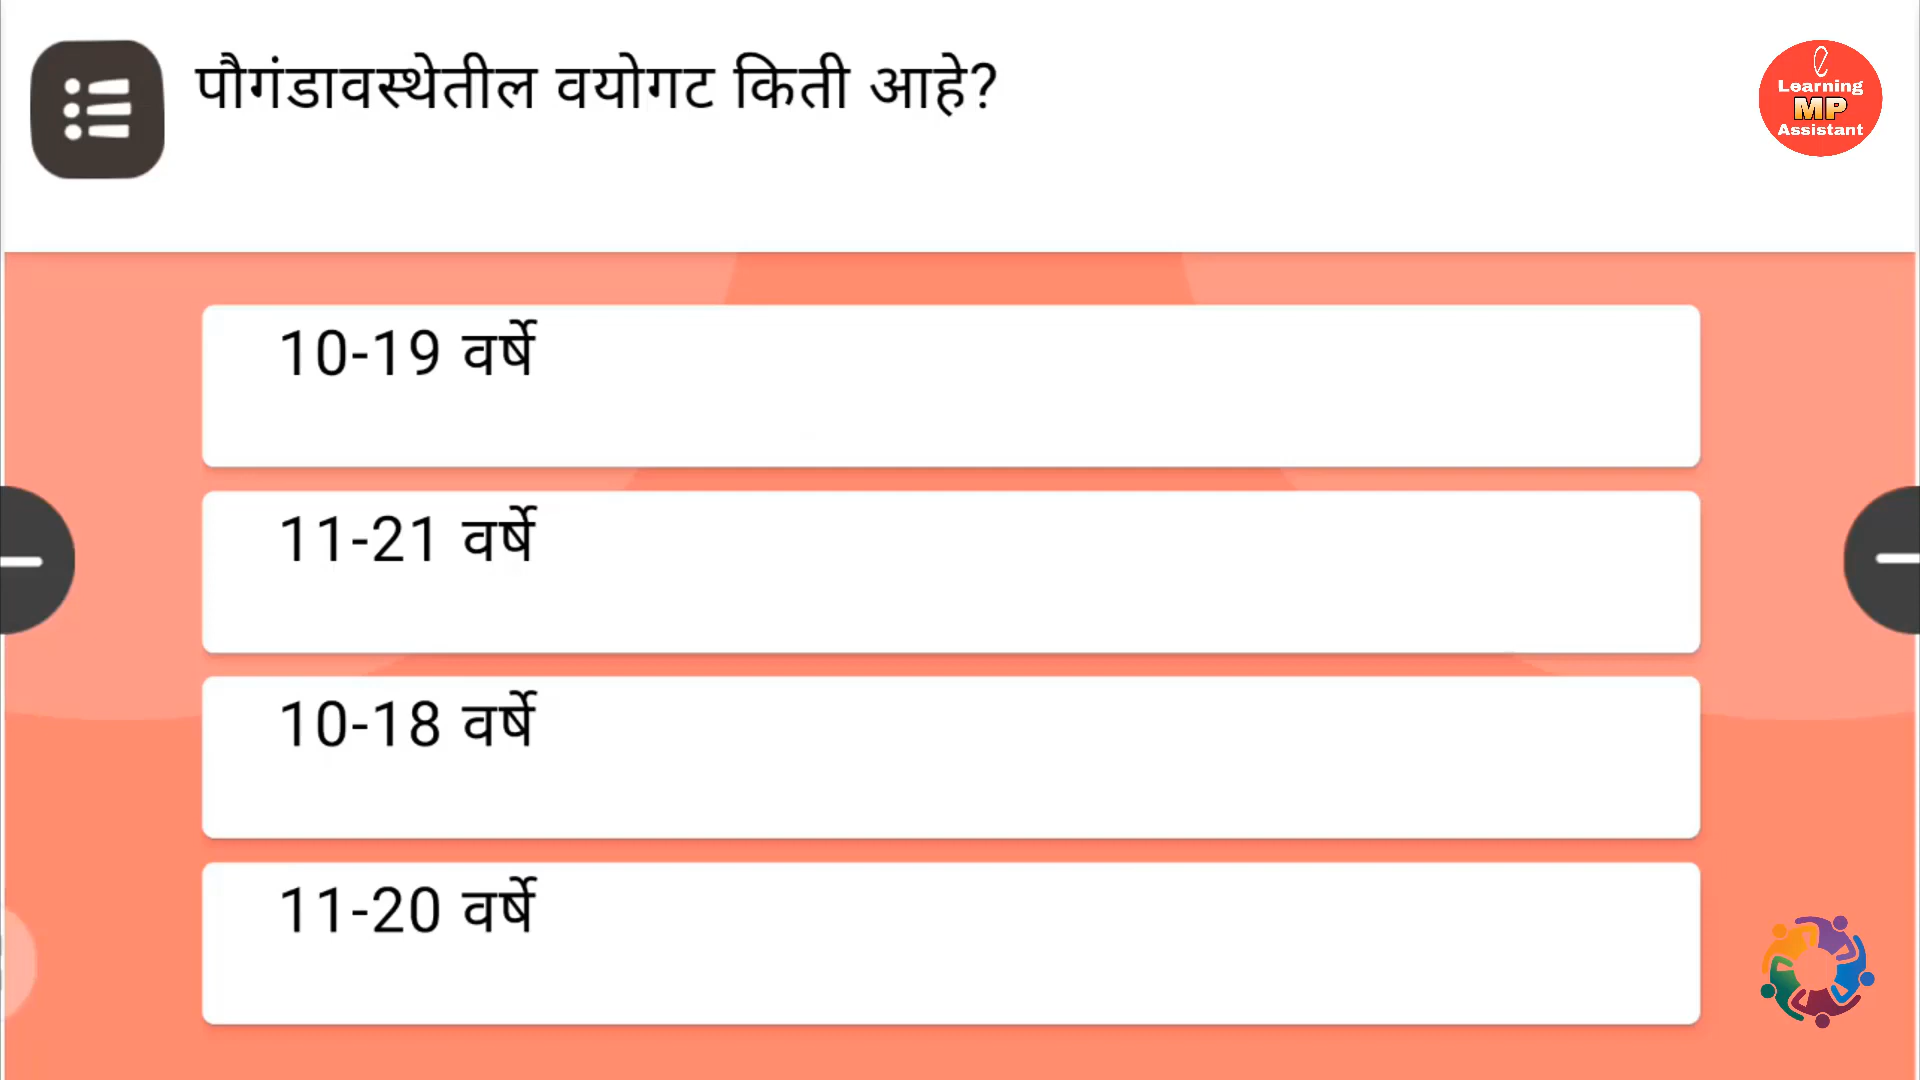 पौगंडावस्थेतील वयोगट किती आहे?
Learning
MP
Assistant
10-19 वर्षे
11-21 वर्षे
10-18 वर्षे
11-20 वर्षे